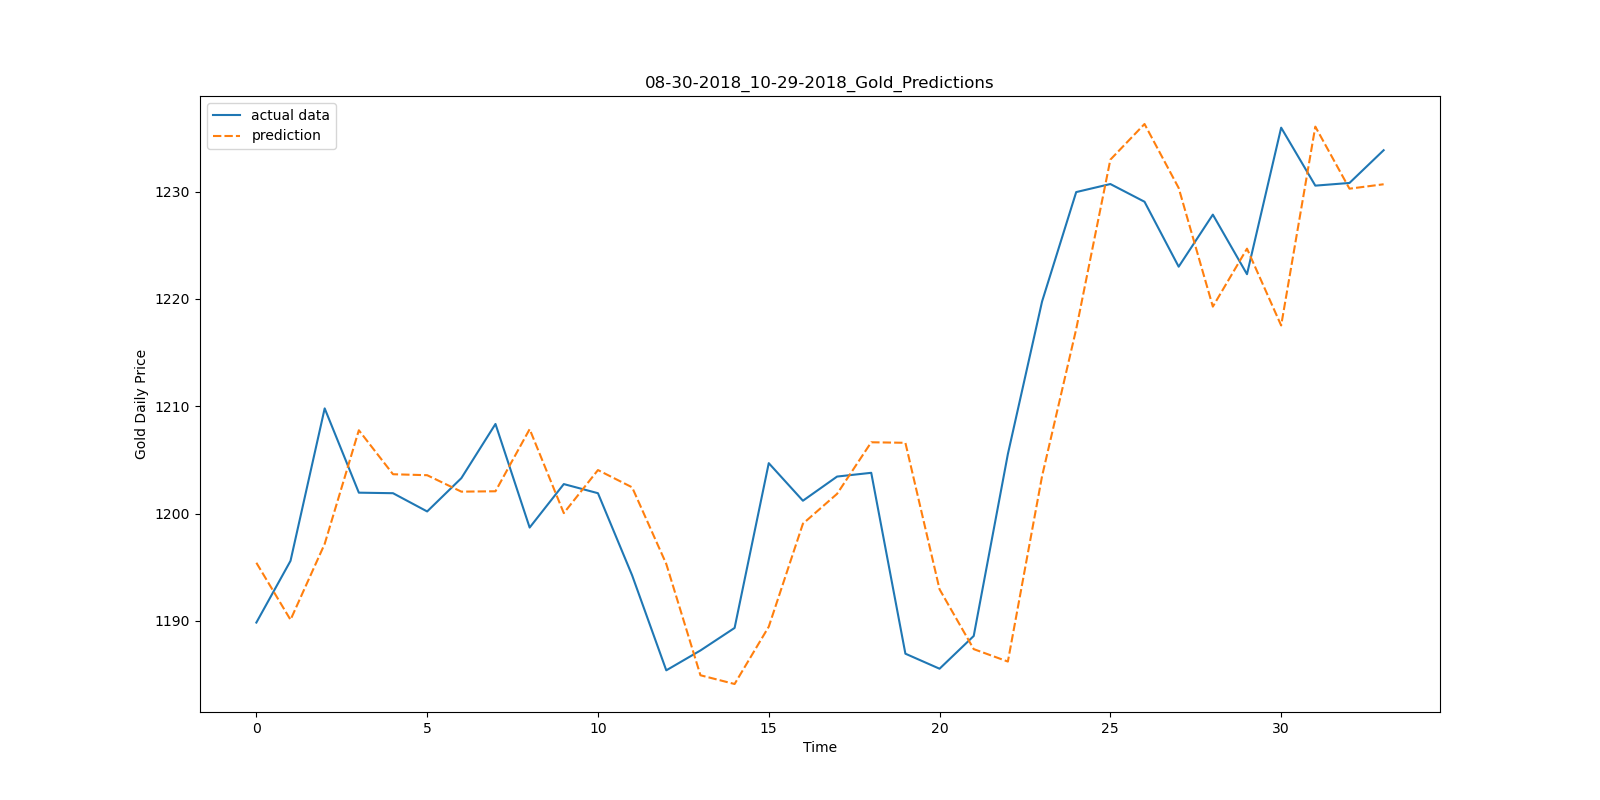 08-30-2018_10-29-2018_Gold_Predictions
actual data
prediction
Gold Daily Price
1230
1220
1210
1200
1190
0 5 10 15 20 25 30
Time